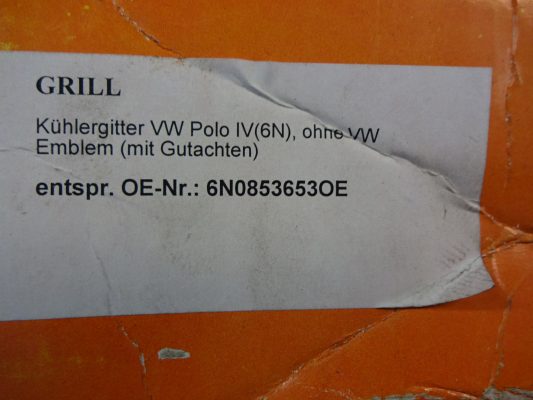 GRILL
Kühlergitter VW Polo IV(6N), ohne VW
Emblem (mit Gutachten)
entspr. OE-Nr.: 6N0853653OE